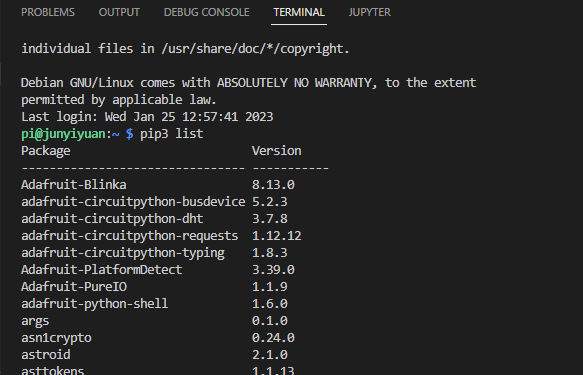 PROBLEMS OUTPUT DEBUG CONSOLE TERMINAL JUPYTER
individual files in /usr/share/doc/*/copyright.
Debian GNU/Linux comes with ABSOLUTELY NO WARRANTY, to the extent
permitted by applicable law.
Last login: Wed Jan 25 12:57:41 2023
pi@junyiyuan:~ $ pip3 list
Package Version
------------------------------ -----------
Adafruit-Blinka 8.13.0
adafruit-circuitpython-busdevice 5.2.3
adafruit-circuitpython-dht 3.7.8
adafruit-circuitpython-requests 1.12.12
adafruit-circuitpython-typing 1.8.3
Adafruit-PlatformDetect 3.39.0
Adafruit-PureIO 1.1.9
adafruit-python-shell 1.6.0
args 0.1.0
asn1crypto 0.24.0
astroid 2.1.0
asttokens 1.1.13